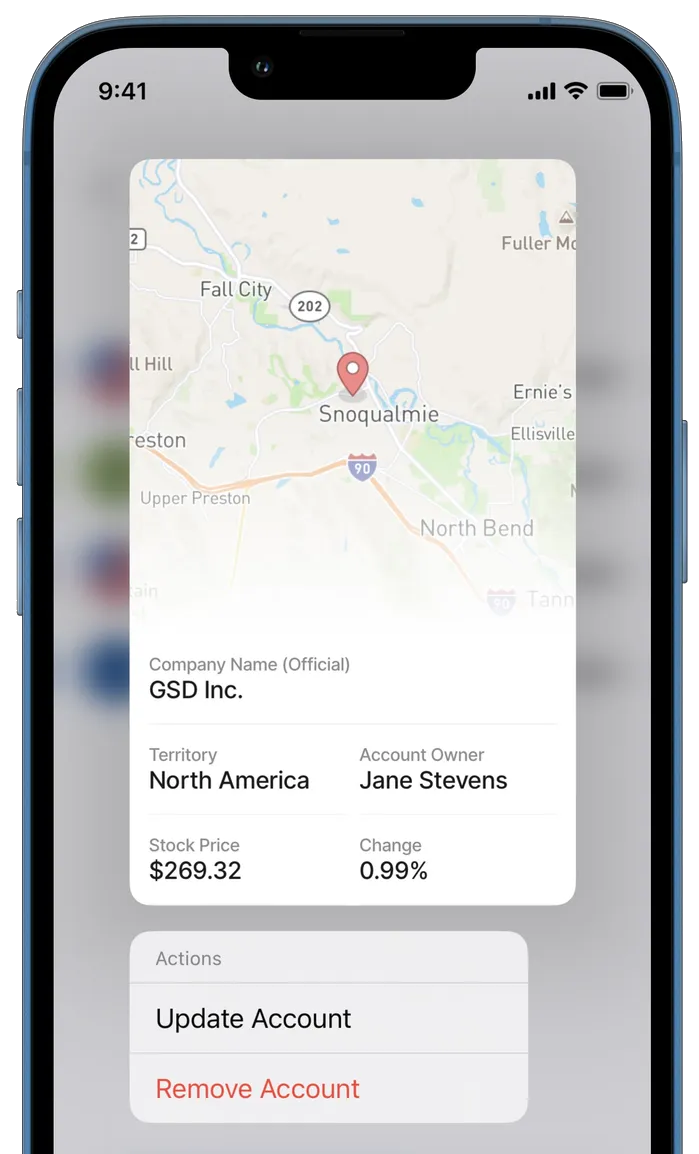 9:41
2
Fuller Mo
Fall City
202
ll Hill
Ernie's
Snoqualmie
Ellisville
reston
90
Upper Preston
North Bend
tain
90
Tann
Company Name (Official)
GSD Inc.
Territory
Account Owner
North America
Jane Stevens
Stock Price
Change
$269.32
0.99%
Actions
Update Account
Remove Account